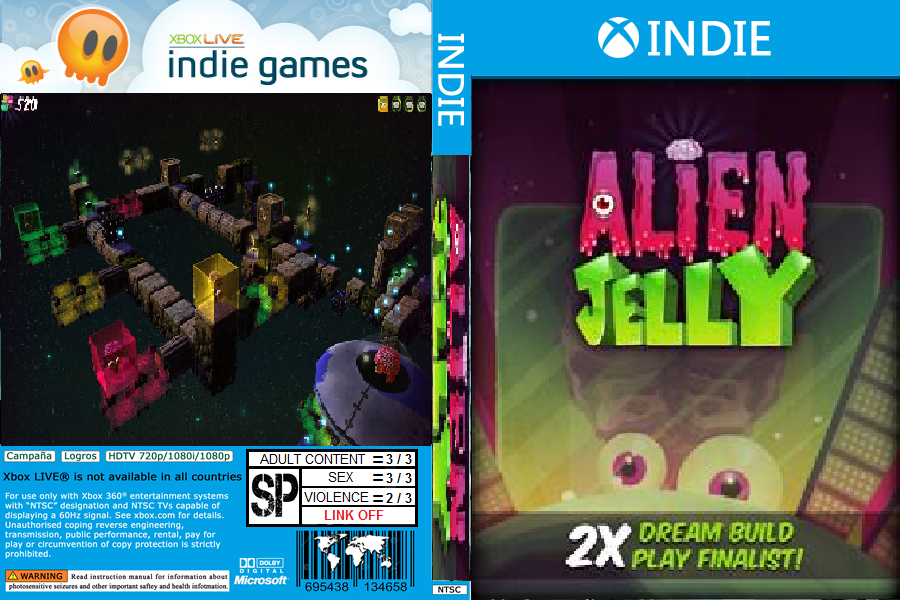 XBOX LIVE
indie games
520
Campaña Logros HDTV 720p/1080i/1080p
Xbox LIVE® is not available in all countries
For use only with Xbox 360® entertainment systems
with "NTSC" designation and NTSC TVs capable of
displaying a 60Hz signal. See xbox.com for details.
Unauthorised coping reverse engineering,
transmission, public performance, rental, pay for
play or circumvention of copy protection is strictly
prohibited.
WARNING Read instruction manual for information about
photosensitive seizures and other important saftey and health infotmation.
DOLBY
DIGITAL
Microsoft
SP
ADULT CONTENT = 3 / 3
SEX = 3 / 3
VIOLENCE = 2 / 3
LINK OFF
695438 134658
INDIE
NTSC
INDIE
ALIEN
JELLY
2X DREAM BUILD
PLAY FINALIST!